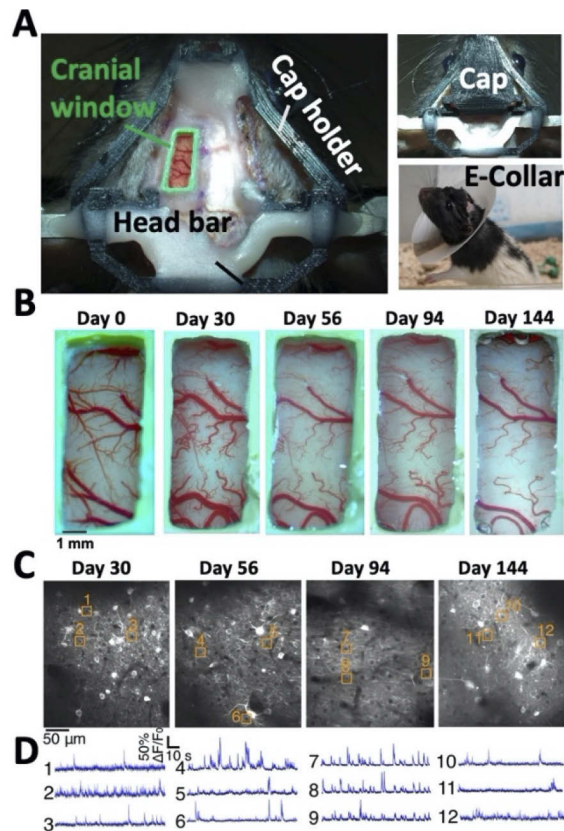 A
Cranial
window
Cap holder
Head bar
Cap
E-Collar
B
Day 0 Day 30 Day 56 Day 94 Day 144
1 mm
C
Day 30 Day 56 Day 94 Day 144
1
2
3
4
5
6
7
8
9
10
11
12
50 µm
D
50%
ΔF/F₀
10 s
1 4 7 10
2 5 8 11
3 6 9 12